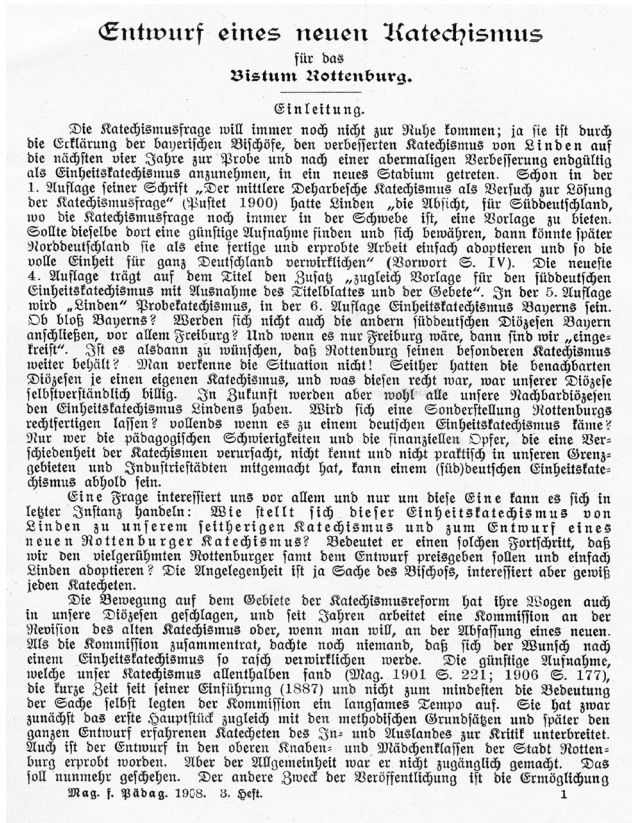 Entwurf eines neuen Katechismus
für das
Bistum Rottenburg.
Einleitung.
Die Katechismusfrage will immer noch nicht zur Ruhe kommen; ja sie ist durch
die Erklärung der bayerischen Bischöfe, den verbesserten Katechismus von Linden auf
die nächsten vier Jahre zur Probe und nach einer abermaligen Verbesserung endgültig
als Einheitskatechismus anzunehmen, in ein neues Stadium getreten. Schon in der
1. Auflage seiner Schrift „Der mittlere Deharbesche Katechismus als Versuch zur Lösung
der Katechismusfrage“ (Pustet 1900) hatte Linden „die Absicht, für Süddeutschland,
wo die Katechismusfrage noch immer in der Schwebe ist, eine Vorlage zu bieten.
Sollte dieselbe dort eine günstige Aufnahme finden und sich bewähren, dann könnte später
Norddeutschland sie als eine fertige und erprobte Arbeit einfach adoptieren und so die
volle Einheit für ganz Deutschland verwirklichen“ (Vorwort S. IV). Die neueste
4. Auflage trägt auf dem Titel den Zusatz „zugleich Vorlage für den süddeutschen
Einheitskatechismus mit Ausnahme des Titelblattes und der Gebete“. In der 5. Auflage
wird „Linden“ Probekatechismus, in der 6. Auflage Einheitskatechismus Bayerns sein.
Ob bloß Bayerns? Werden sich nicht auch die andern süddeutschen Diözesen Bayern
anschließen, vor allem Freiburg? Und wenn es nur Freiburg wäre, dann sind wir „einge-
kreist“. Ist es alsdann zu wünschen, daß Rottenburg seinen besonderen Katechismus
weiter behält? Man verkenne die Situation nicht! Seither hatten die benachbarten
Diözesen je einen eigenen Katechismus, und was diesen recht war, war unserer Diözese
selbstverständlich billig. In Zukunft werden aber wohl alle unsere Nachbardiözesen
den Einheitskatechismus Lindens haben. Wird sich eine Sonderstellung Rottenburgs
rechtfertigen lassen? vollends wenn es zu einem deutschen Einheitskatechismus käme?
Nur wer die pädagogischen Schwierigkeiten und die finanziellen Opfer, die eine Ver-
schiedenheit der Katechismen verursacht, nicht kennt und nicht praktisch in unseren Grenz-
gebieten und Industriestädten mitgemacht hat, kann einem (süd)deutschen Einheitskate-
chismus abhold sein.
Eine Frage interessiert uns vor allem und nur um diese Eine kann es sich in
letzter Instanz handeln: Wie stellt sich dieser Einheitskatechismus von
Linden zu unserem seitherigen Katechismus und zum Entwurf eines
neuen Rottenburger Katechismus? Bedeutet er einen solchen Fortschritt, daß
wir den vielgerühmten Rottenburger samt dem Entwurf preisgeben sollen und einfach
Linden adoptieren? Die Angelegenheit ist ja Sache des Bischofs, interessiert aber gewiß
jeden Katecheten.
Die Bewegung auf dem Gebiete der Katechismusreform hat ihre Wogen auch
in unsere Diözesen geschlagen, und seit Jahren arbeitet eine Kommission an der
Revision des alten Katechismus oder, wenn man will, an der Abfassung eines neuen.
Als die Kommission zusammentrat, dachte noch niemand, daß sich der Wunsch nach
einem Einheitskatechismus so rasch verwirklichen werde. Die günstige Aufnahme,
welche unser Katechismus allenthalben fand (Mag. 1901 S. 221; 1906 S. 177),
die kurze Zeit seit seiner Einführung (1887) und nicht zum mindesten die Bedeutung
der Sache selbst legten der Kommission ein langsames Tempo auf. Sie hat zwar
zunächst das erste Hauptstück zugleich mit den methodischen Grundsätzen und später den
ganzen Entwurf erfahrenen Katecheten des In- und Auslandes zur Kritik unterbreitet.
Auch ist der Entwurf in den oberen Knaben- und Mädchenklassen der Stadt Rotten-
burg erprobt worden. Aber der Allgemeinheit war er nicht zugänglich gemacht. Das
soll nunmehr geschehen. Der andere Zweck der Veröffentlichung ist die Ermöglichung
Mag. f. Pädag. 1908. 3. Heft. 1